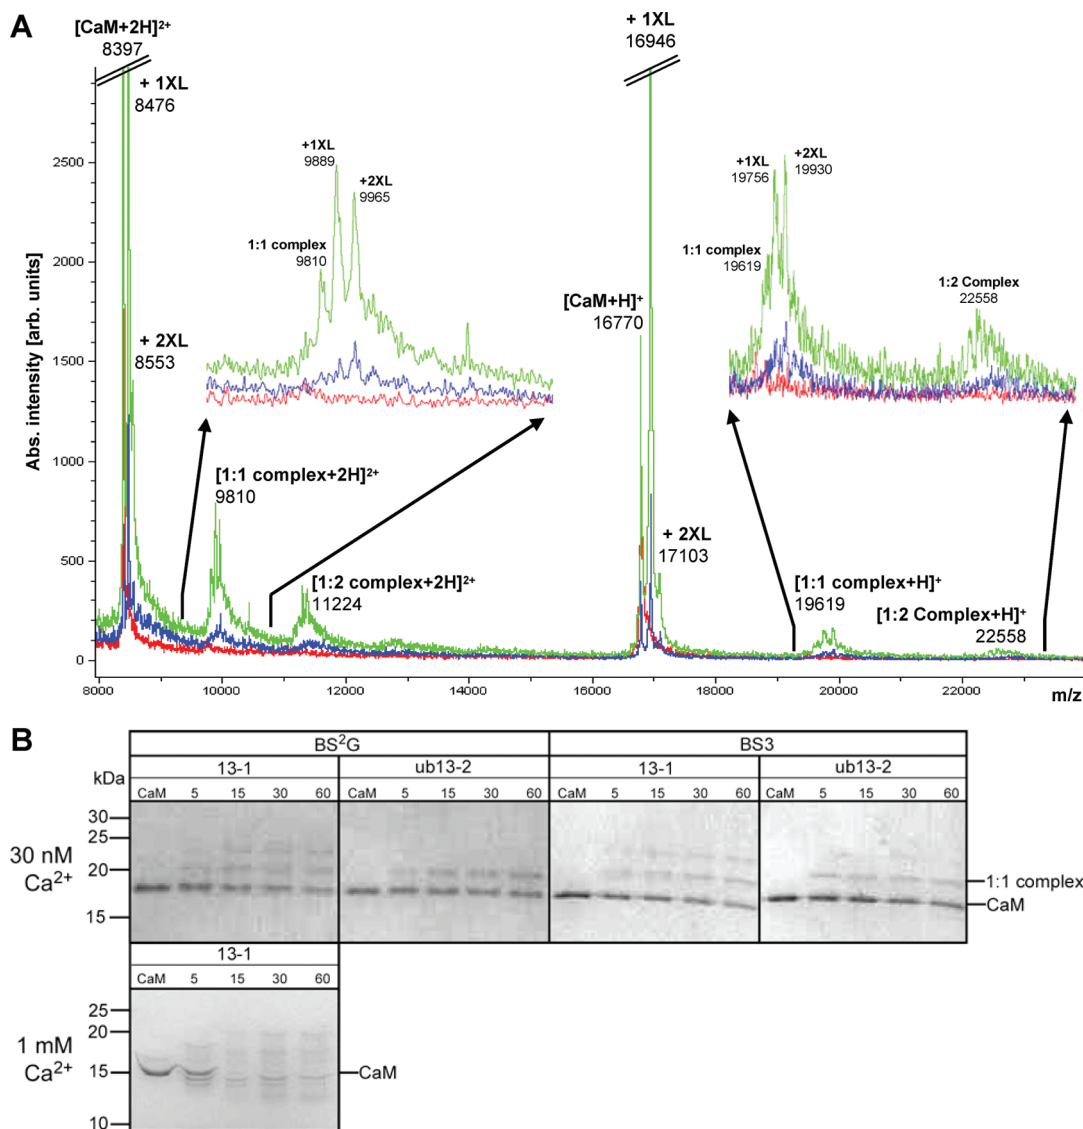 A
[CaM+2H]²⁺
8397
+ 1XL
8476
+ 2XL
8553
+ 1XL
16946
[CaM+H]⁺
16770
+ 2XL
17103
+1XL
9889
+2XL
9965
1:1 complex
9810
+1XL
19756
+2XL
19930
1:1 complex
19619
1:2 Complex
22558
[1:1 complex+2H]²⁺
9810
[1:2 complex+2H]²⁺
11224
[1:1 complex+H]⁺
19619
[1:2 Complex+H]⁺
22558
Abs. intensity [arb. units]
2500
2000
1500
1000
500
0
8000 10000 12000 14000 16000 18000 20000 22000 m/z
B
BS²G BS3
13-1 ub13-2 13-1 ub13-2
kDa CaM 5 15 30 60 CaM 5 15 30 60 CaM 5 15 30 60 CaM 5 15 30 60
30
25
20
15
30 nM
Ca²⁺
1:1 complex
CaM
13-1
CaM 5 15 30 60
25
20
15
10
1 mM
Ca²⁺
CaM